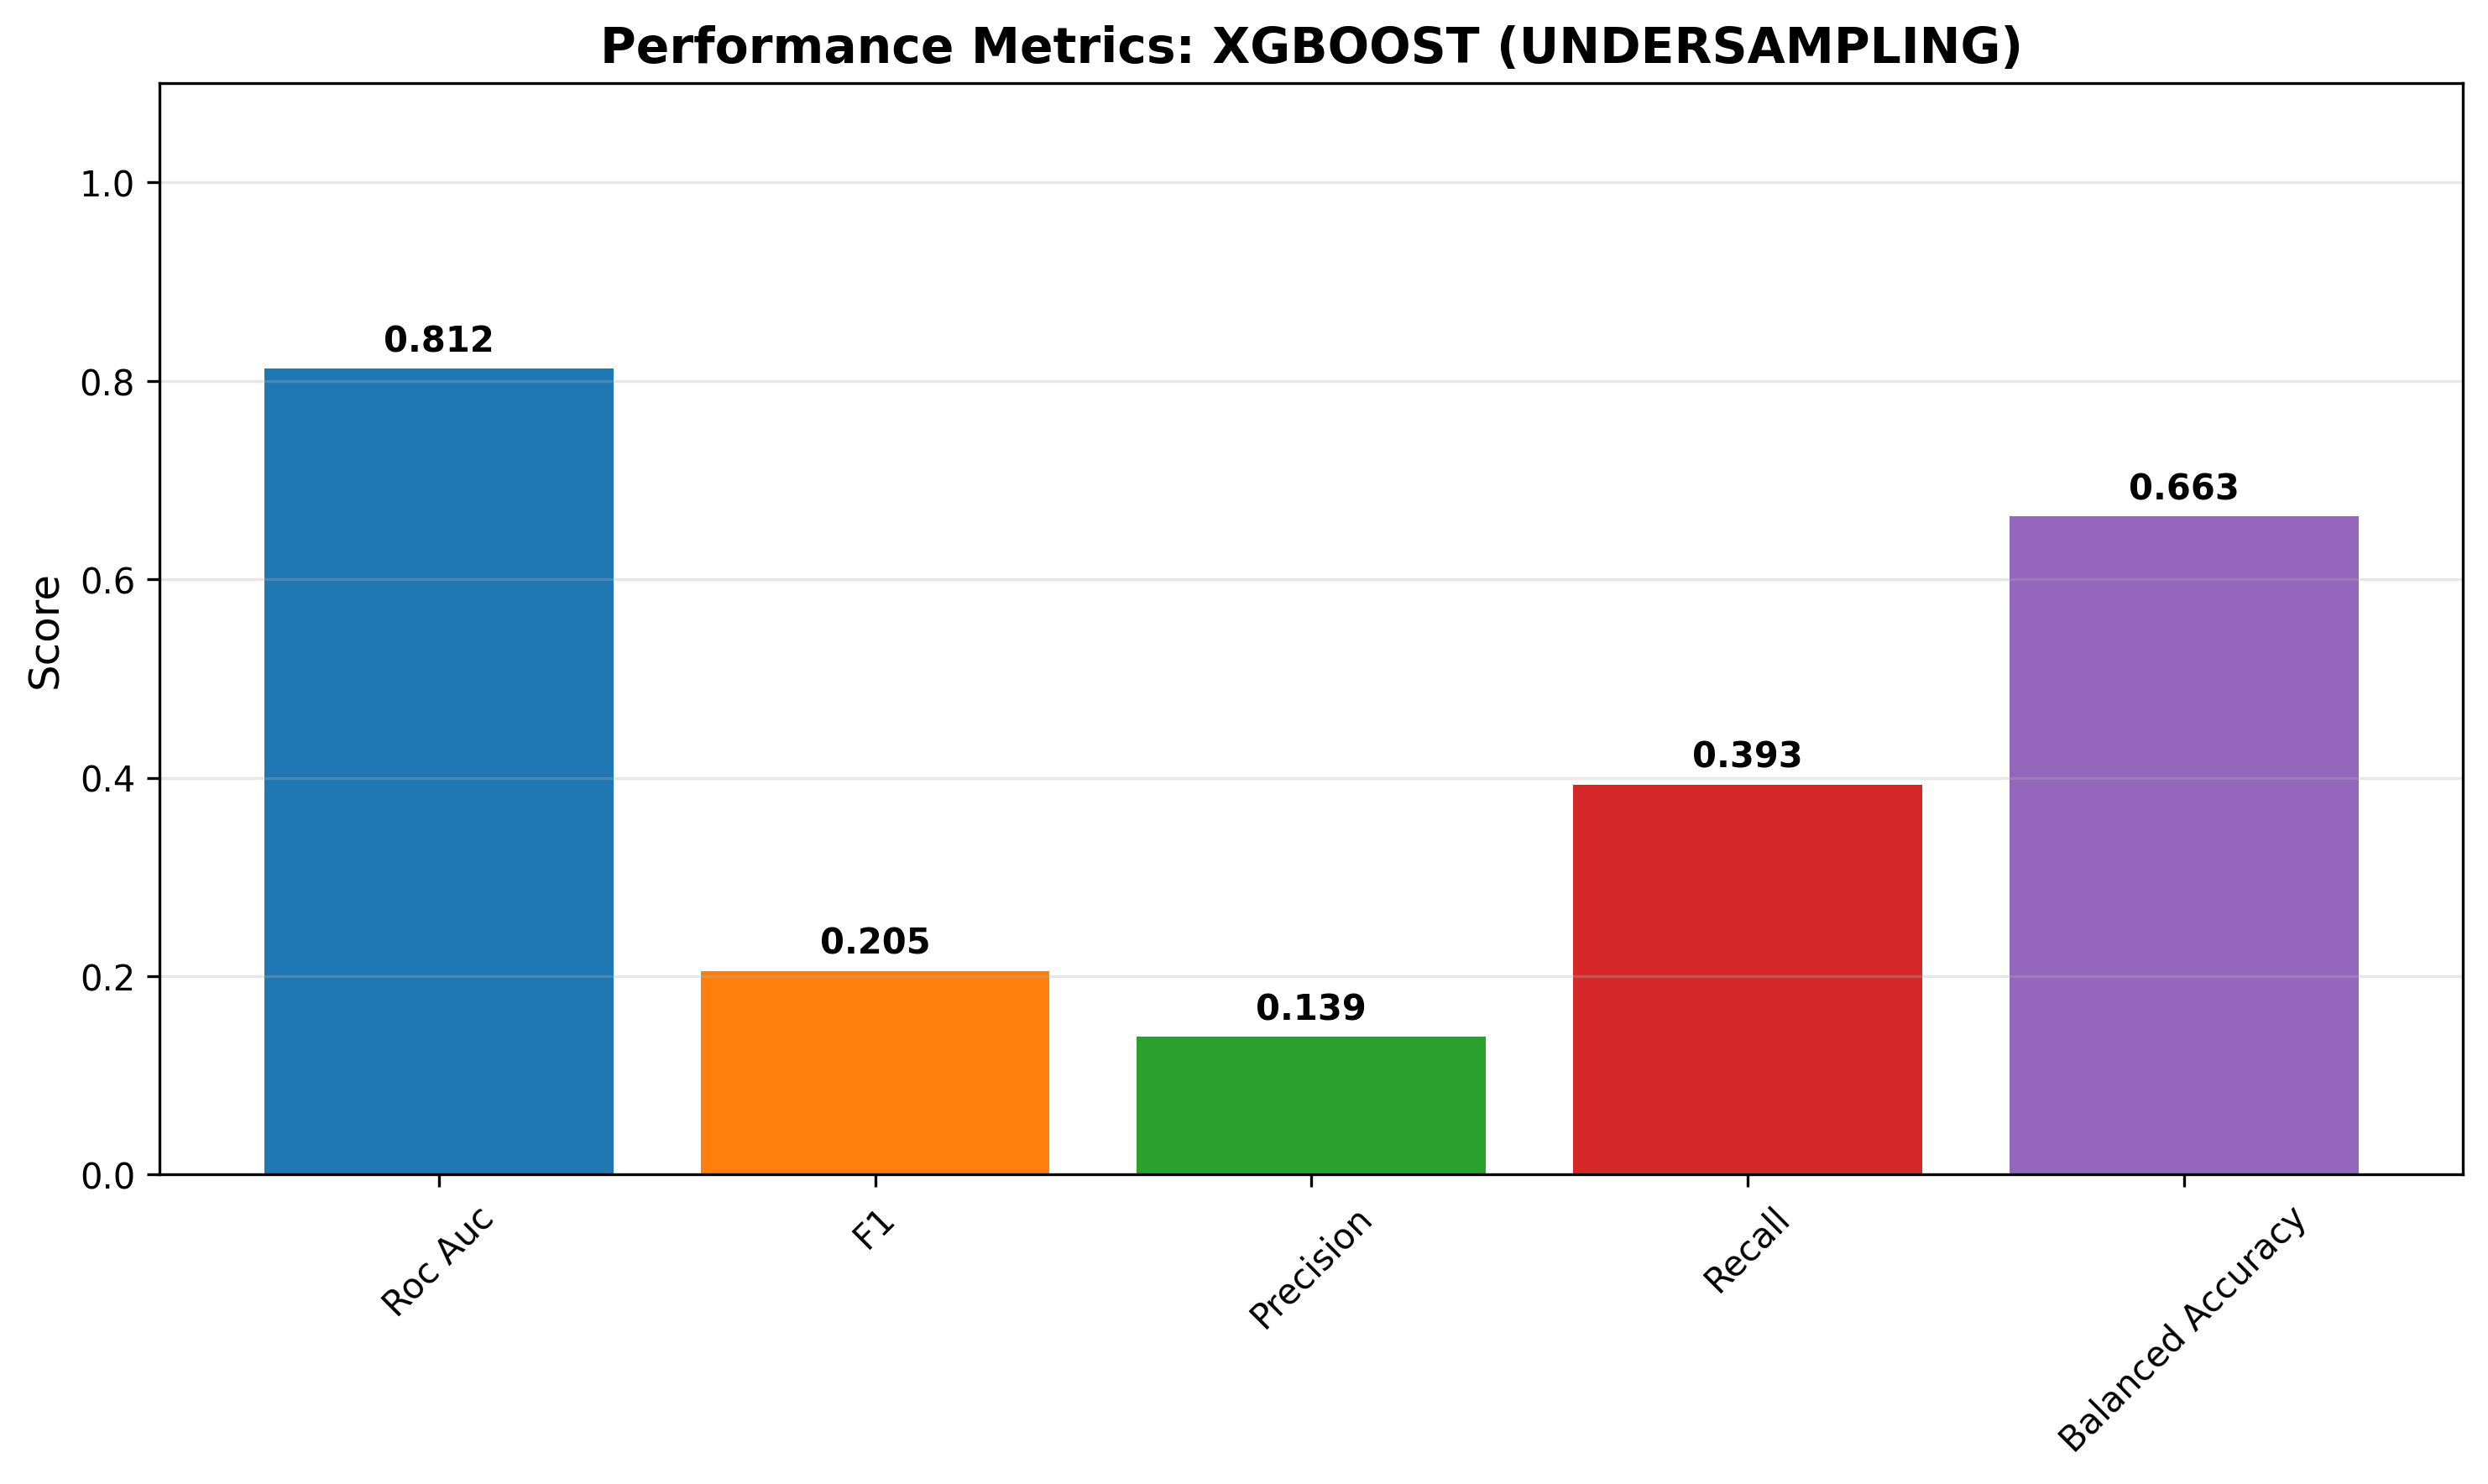 Performance Metrics: XGBOOST (UNDERSAMPLING)
Score
1.0
0.8
0.6
0.4
0.2
0.0
0.812
0.205
0.139
0.393
0.663
Roc Auc
F1
Precision
Recall
Balanced Accuracy